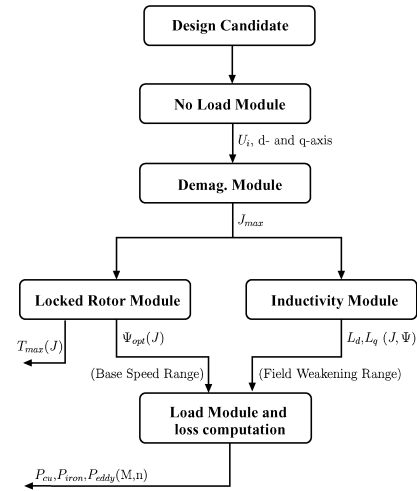 Design Candidate
No Load Module
U_i, d- and q-axis
Demag. Module
J_max
Locked Rotor Module
Inductivity Module
T_max(J)
Ψ_opt(J)
L_d,L_q (J, Ψ)
(Base Speed Range)
(Field Weakening Range)
Load Module and
loss computation
P_cu,P_iron,P_eddy(M,n)